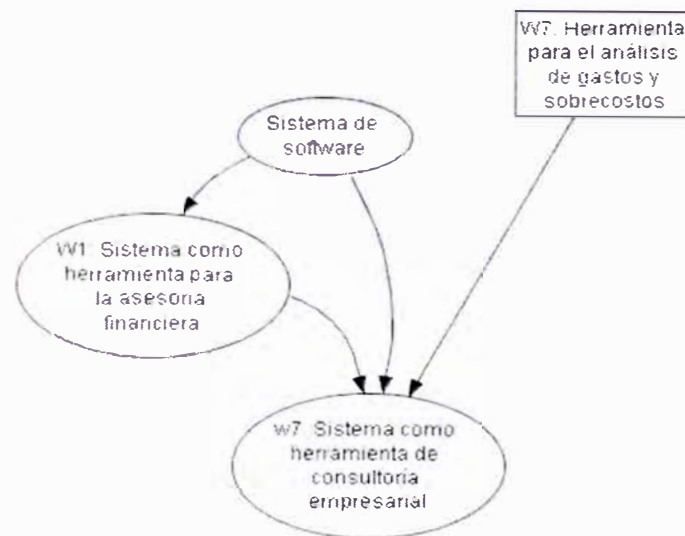 W7: Herramienta
para el análisis
de gastos y
sobrecostos
Sistema de
software
W1: Sistema como
herramienta para
la asesoria
financiera
w7: Sistema como
herramienta de
consultoría
empresarial